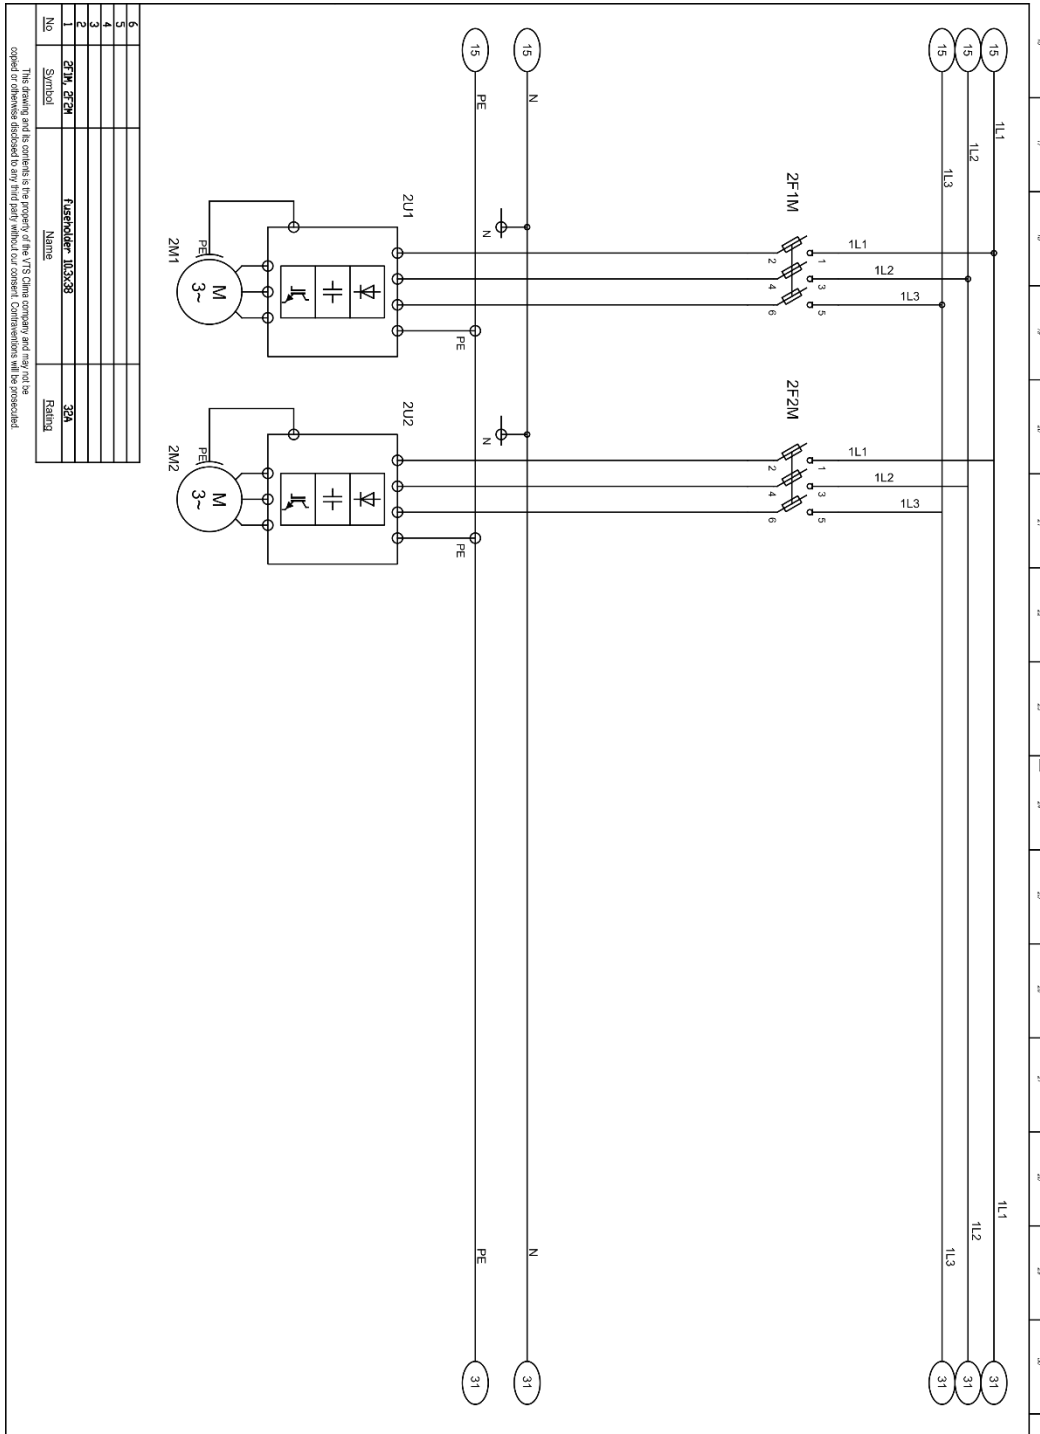 15 1L1 1L1 31
15 1L2 1L2 31
15 1L3 1L3 31
1L1 1L2 1L3 1L1 1L2 1L3
2F1M 1 3 5 2F2M 1 3 5
2 4 6 2 4 6
15 N N 31
N N
15 PE PE 31
PE PE
2U1 2U2
PE M 3~ PE M 3~
2M1 2M2
6
5
4
3
2
1 2F1M, 2F2M fuseholder 10.3x38 32A
No Symbol Name Rating
This drawing and its contents is the property of the VTS Clima company and may not be
copied or otherwise disclosed to any third party without our consent. Contraventions will be prosecuted.